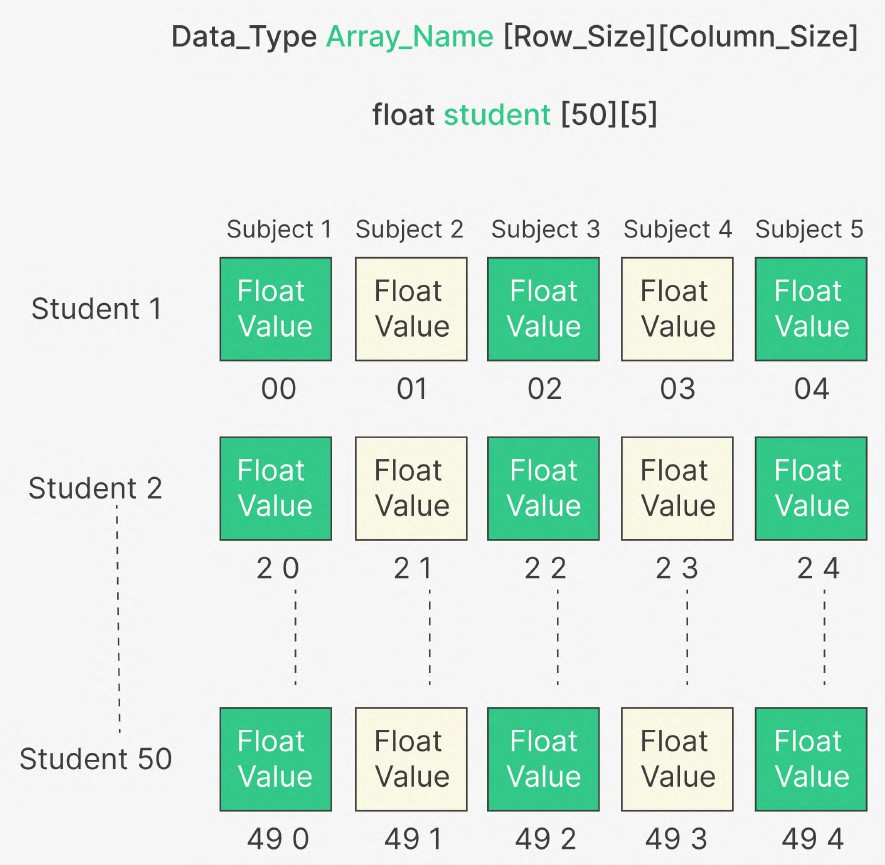 Data_Type Array_Name [Row_Size][Column_Size]
float student [50][5]
Subject 1 Subject 2 Subject 3 Subject 4 Subject 5
Student 1
Float Value Float Value Float Value Float Value Float Value
00 01 02 03 04
Student 2
Float Value Float Value Float Value Float Value Float Value
2 0 2 1 2 2 2 3 2 4
Student 50
Float Value Float Value Float Value Float Value Float Value
49 0 49 1 49 2 49 3 49 4